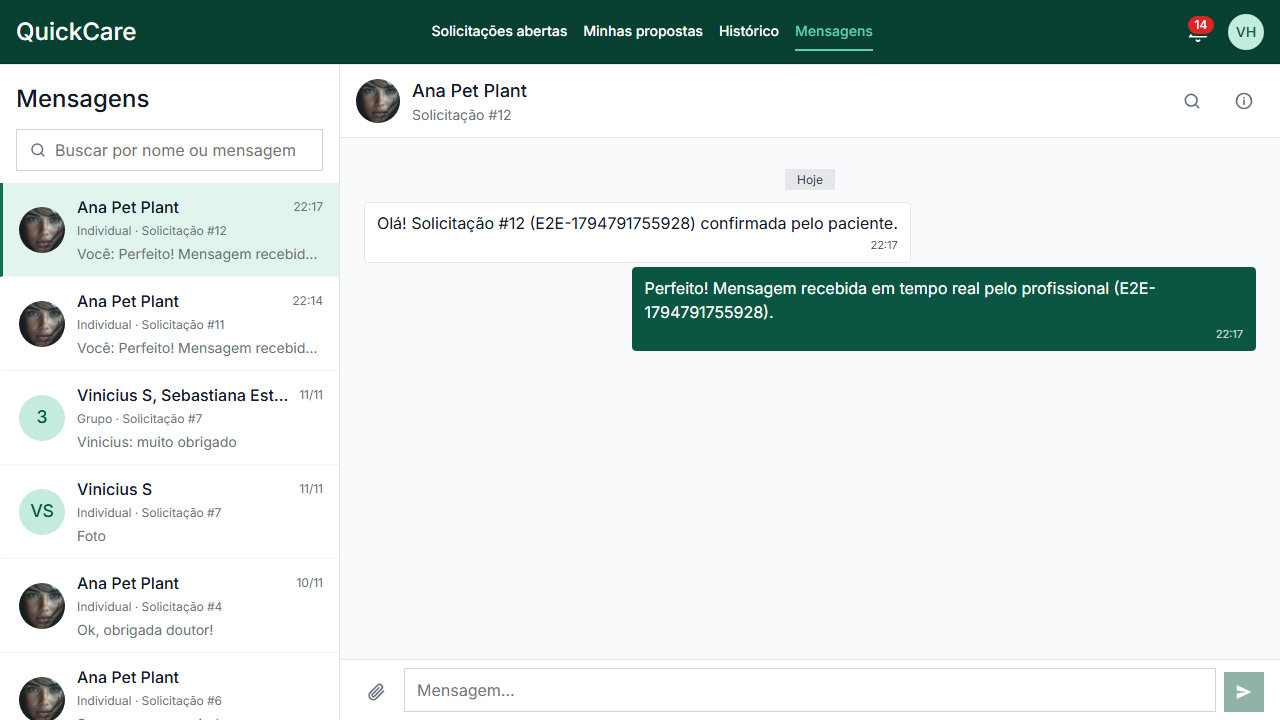 QuickCare
Solicitações abertas
Minhas propostas
Histórico
Mensagens
14
VH
Mensagens
Buscar por nome ou mensagem
Ana Pet Plant
22:17
Individual · Solicitação #12
Você: Perfeito! Mensagem recebid...
Ana Pet Plant
22:14
Individual · Solicitação #11
Você: Perfeito! Mensagem recebid...
3
Vinicius S, Sebastiana Est...
11/11
Grupo · Solicitação #7
Vinicius: muito obrigado
VS
Vinicius S
11/11
Individual · Solicitação #7
Foto
Ana Pet Plant
10/11
Individual · Solicitação #4
Ok, obrigada doutor!
Ana Pet Plant
Individual · Solicitação #6
Ana Pet Plant
Solicitação #12
Hoje
Olá! Solicitação #12 (E2E-1794791755928) confirmada pelo paciente.
22:17
Perfeito! Mensagem recebida em tempo real pelo profissional (E2E-
1794791755928).
22:17
Mensagem...